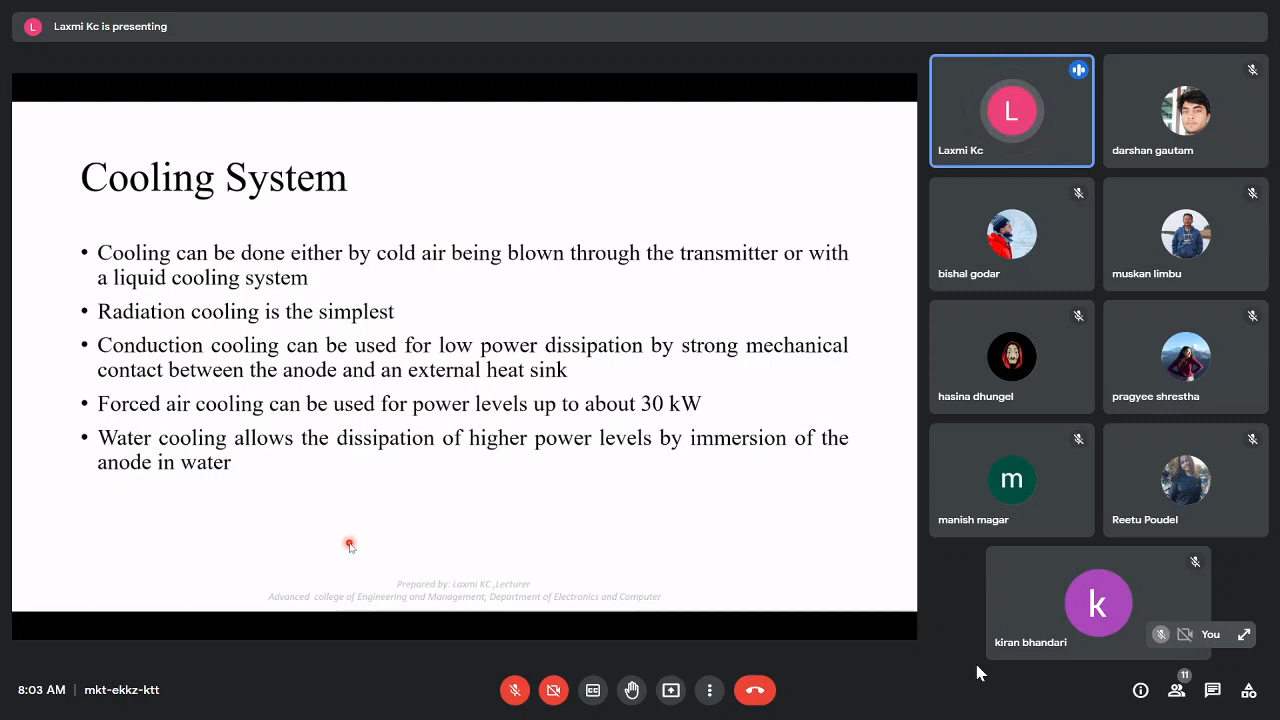 L Laxmi Kc is presenting
Cooling System
• Cooling can be done either by cold air being blown through the transmitter or with
a liquid cooling system
• Radiation cooling is the simplest
• Conduction cooling can be used for low power dissipation by strong mechanical
contact between the anode and an external heat sink
• Forced air cooling can be used for power levels up to about 30 kW
• Water cooling allows the dissipation of higher power levels by immersion of the
anode in water
Prepared by: Laxmi KC ,Lecturer
Advanced college of Engineering and Management, Department of Electronics and Computer
L
Laxmi Kc
darshan gautam
bishal godar
muskan limbu
hasina dhungel
pragyee shrestha
m
manish magar
Reetu Poudel
k
kiran bhandari
You
8:03 AM | mkt-ekkz-ktt
CC
11